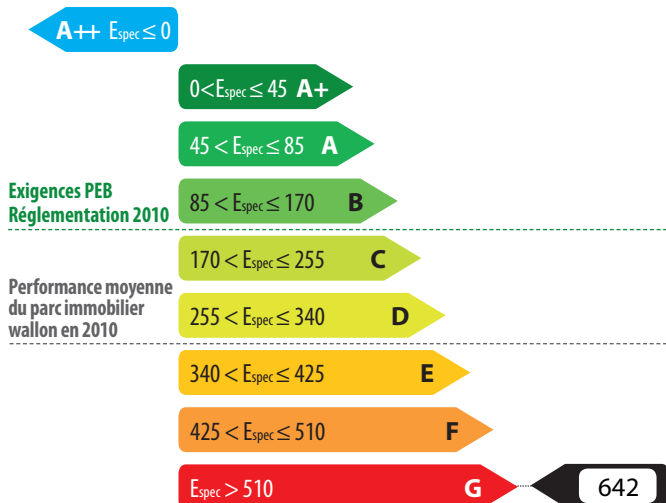 A++ Espec ≤ 0
0<Espec ≤ 45 A+
45 < Espec ≤ 85 A
Exigences PEB
Réglementation 2010
85 < Espec ≤ 170 B
170 < Espec ≤ 255 C
Performance moyenne
du parc immobilier
wallon en 2010
255 < Espec ≤ 340 D
340 < Espec ≤ 425 E
425 < Espec ≤ 510 F
Espec > 510 G 642